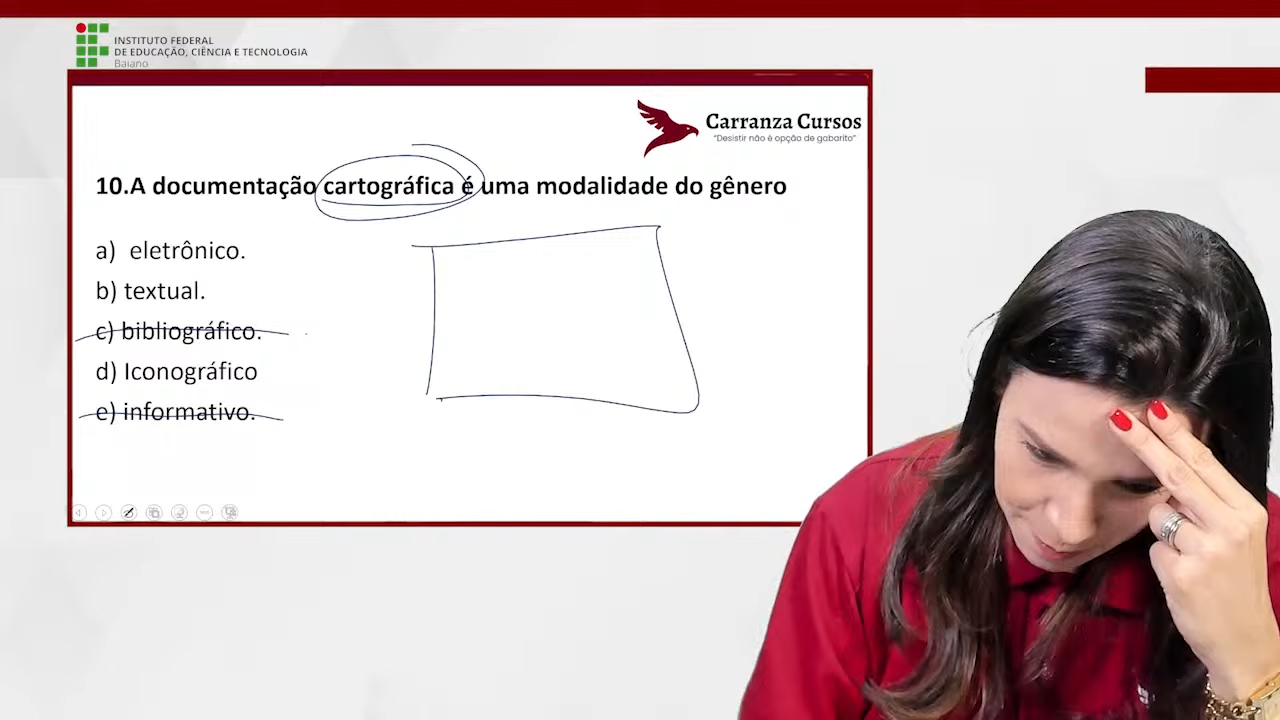 INSTITUTO FEDERAL
DE EDUCAÇÃO, CIÊNCIA E TECNOLOGIA
Baiano
Carranza Cursos
"Desistir não è opção de gabarito"
10.A documentação cartográfica é uma modalidade do gênero
a) eletrônico.
b) textual.
c) bibliográfico.
d) Iconográfico
e) informativo.